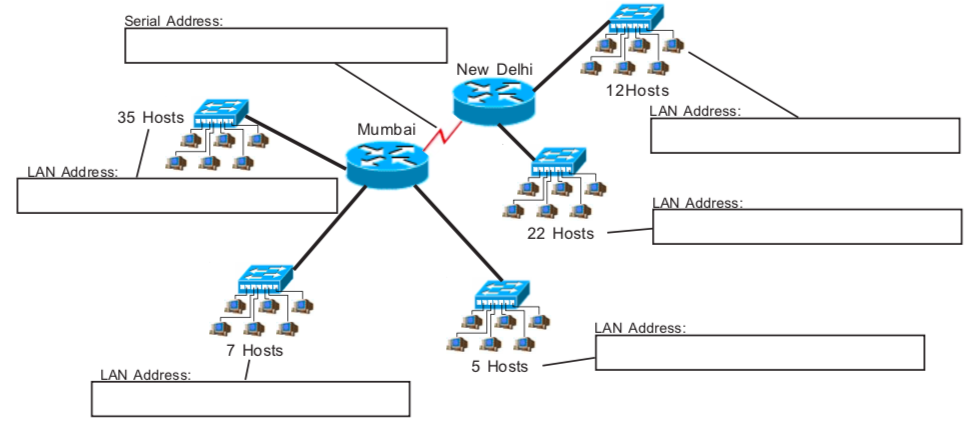 Serial Address:
New Delhi
12Hosts
LAN Address:
35 Hosts
Mumbai
LAN Address:
LAN Address:
22 Hosts
7 Hosts
LAN Address:
5 Hosts
LAN Address: